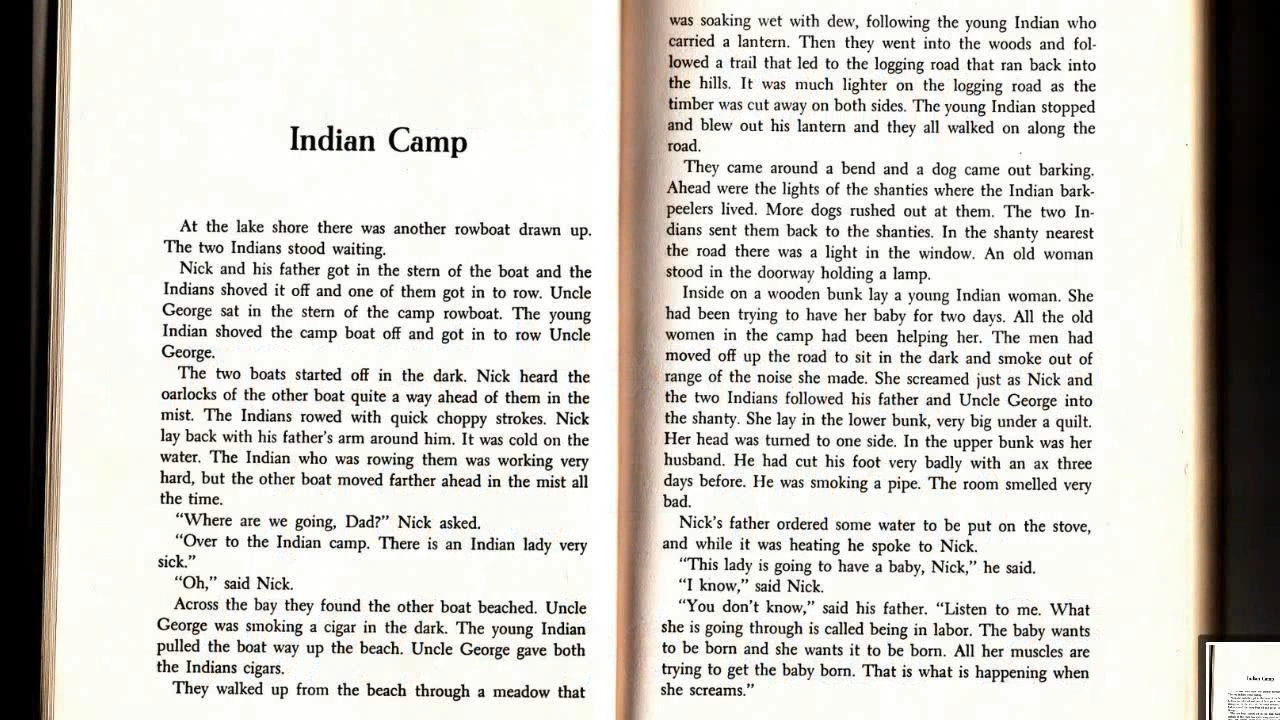 Indian Camp
At the lake shore there was another rowboat drawn up.
The two Indians stood waiting.
Nick and his father got in the stern of the boat and the
Indians shoved it off and one of them got in to row. Uncle
George sat in the stern of the camp rowboat. The young
Indian shoved the camp boat off and got in to row Uncle
George.
The two boats started off in the dark. Nick heard the
oarlocks of the other boat quite a way ahead of them in the
mist. The Indians rowed with quick choppy strokes. Nick
lay back with his father's arm around him. It was cold on the
water. The Indian who was rowing them was working very
hard, but the other boat moved farther ahead in the mist all
the time.
“Where are we going, Dad?” Nick asked.
“Over to the Indian camp. There is an Indian lady very
sick.”
“Oh,” said Nick.
Across the bay they found the other boat beached. Uncle
George was smoking a cigar in the dark. The young Indian
pulled the boat way up the beach. Uncle George gave both
the Indians cigars.
They walked up from the beach through a meadow that
was soaking wet with dew, following the young Indian who
carried a lantern. Then they went into the woods and fol-
lowed a trail that led to the logging road that ran back into
the hills. It was much lighter on the logging road as the
timber was cut away on both sides. The young Indian stopped
and blew out his lantern and they all walked on along the
road.
They came around a bend and a dog came out barking.
Ahead were the lights of the shanties where the Indian bark-
peelers lived. More dogs rushed out at them. The two In-
dians sent them back to the shanties. In the shanty nearest
the road there was a light in the window. An old woman
stood in the doorway holding a lamp.
Inside on a wooden bunk lay a young Indian woman. She
had been trying to have her baby for two days. All the old
women in the camp had been helping her. The men had
moved off up the road to sit in the dark and smoke out of
range of the noise she made. She screamed just as Nick and
the two Indians followed his father and Uncle George into
the shanty. She lay in the lower bunk, very big under a quilt.
Her head was turned to one side. In the upper bunk was her
husband. He had cut his foot very badly with an ax three
days before. He was smoking a pipe. The room smelled very
bad.
Nick's father ordered some water to be put on the stove,
and while it was heating he spoke to Nick.
“This lady is going to have a baby, Nick,” he said.
“I know,” said Nick.
“You don't know,” said his father. “Listen to me. What
she is going through is called being in labor. The baby wants
to be born and she wants it to be born. All her muscles are
trying to get the baby born. That is what is happening when
she screams.”
Indian Camp